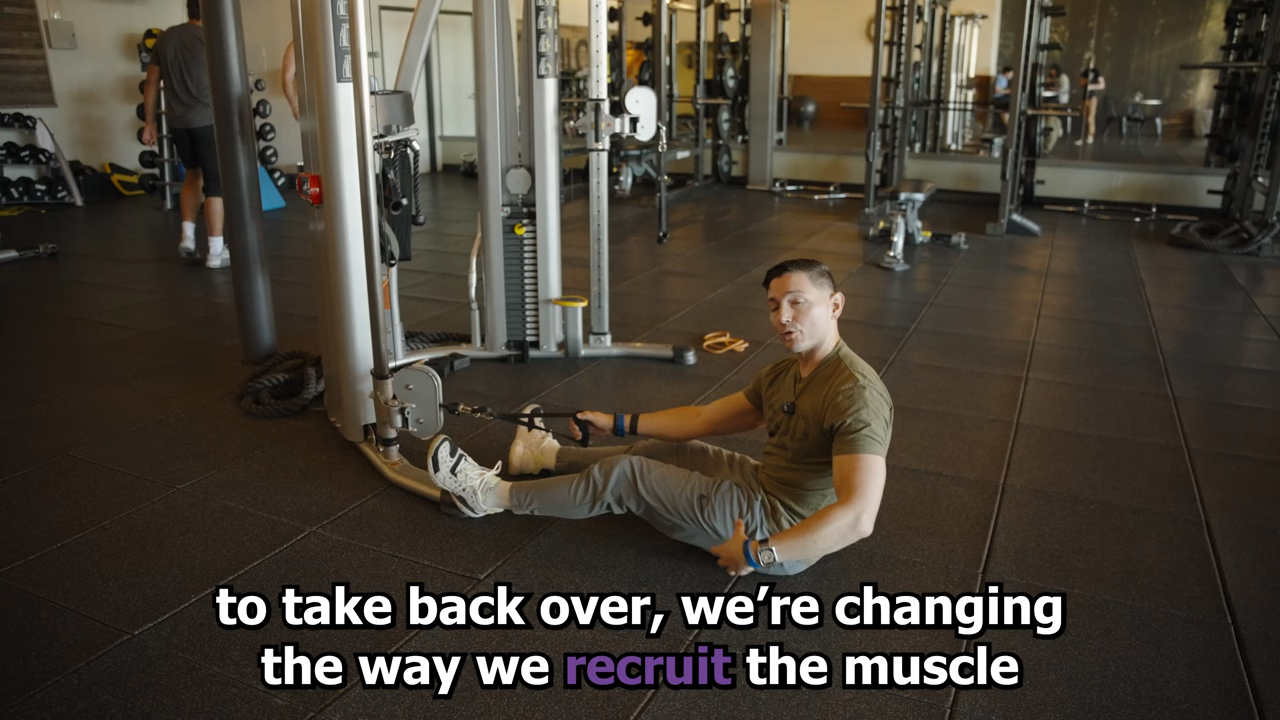 to take back over, we’re changing
the way we recruit the muscle